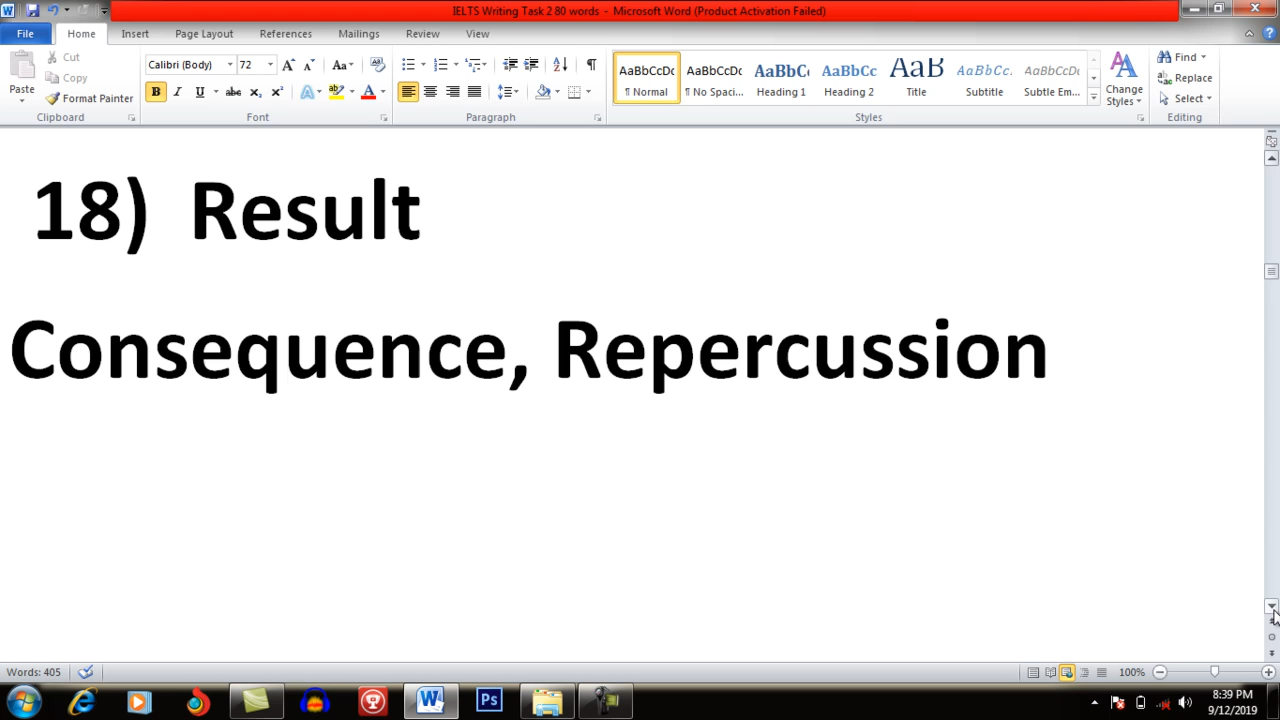 IELTS Writing Task 2 80 words - Microsoft Word (Product Activation Failed)
File Home Insert Page Layout References Mailings Review View
Paste
Cut
Copy
Format Painter
Clipboard
Calibri (Body) 72
Font
Paragraph
AaBbCcDc AaBbCcDc AaBbCc AaBbCc AaB AaBbCc. AaBbCcDc
¶ Normal ¶ No Spaci... Heading 1 Heading 2 Title Subtitle Subtle Em...
Change Styles
Styles
Find
Replace
Select
Editing
18) Result
Consequence, Repercussion
Words: 405
100%
Ps
8:39 PM
9/12/2019